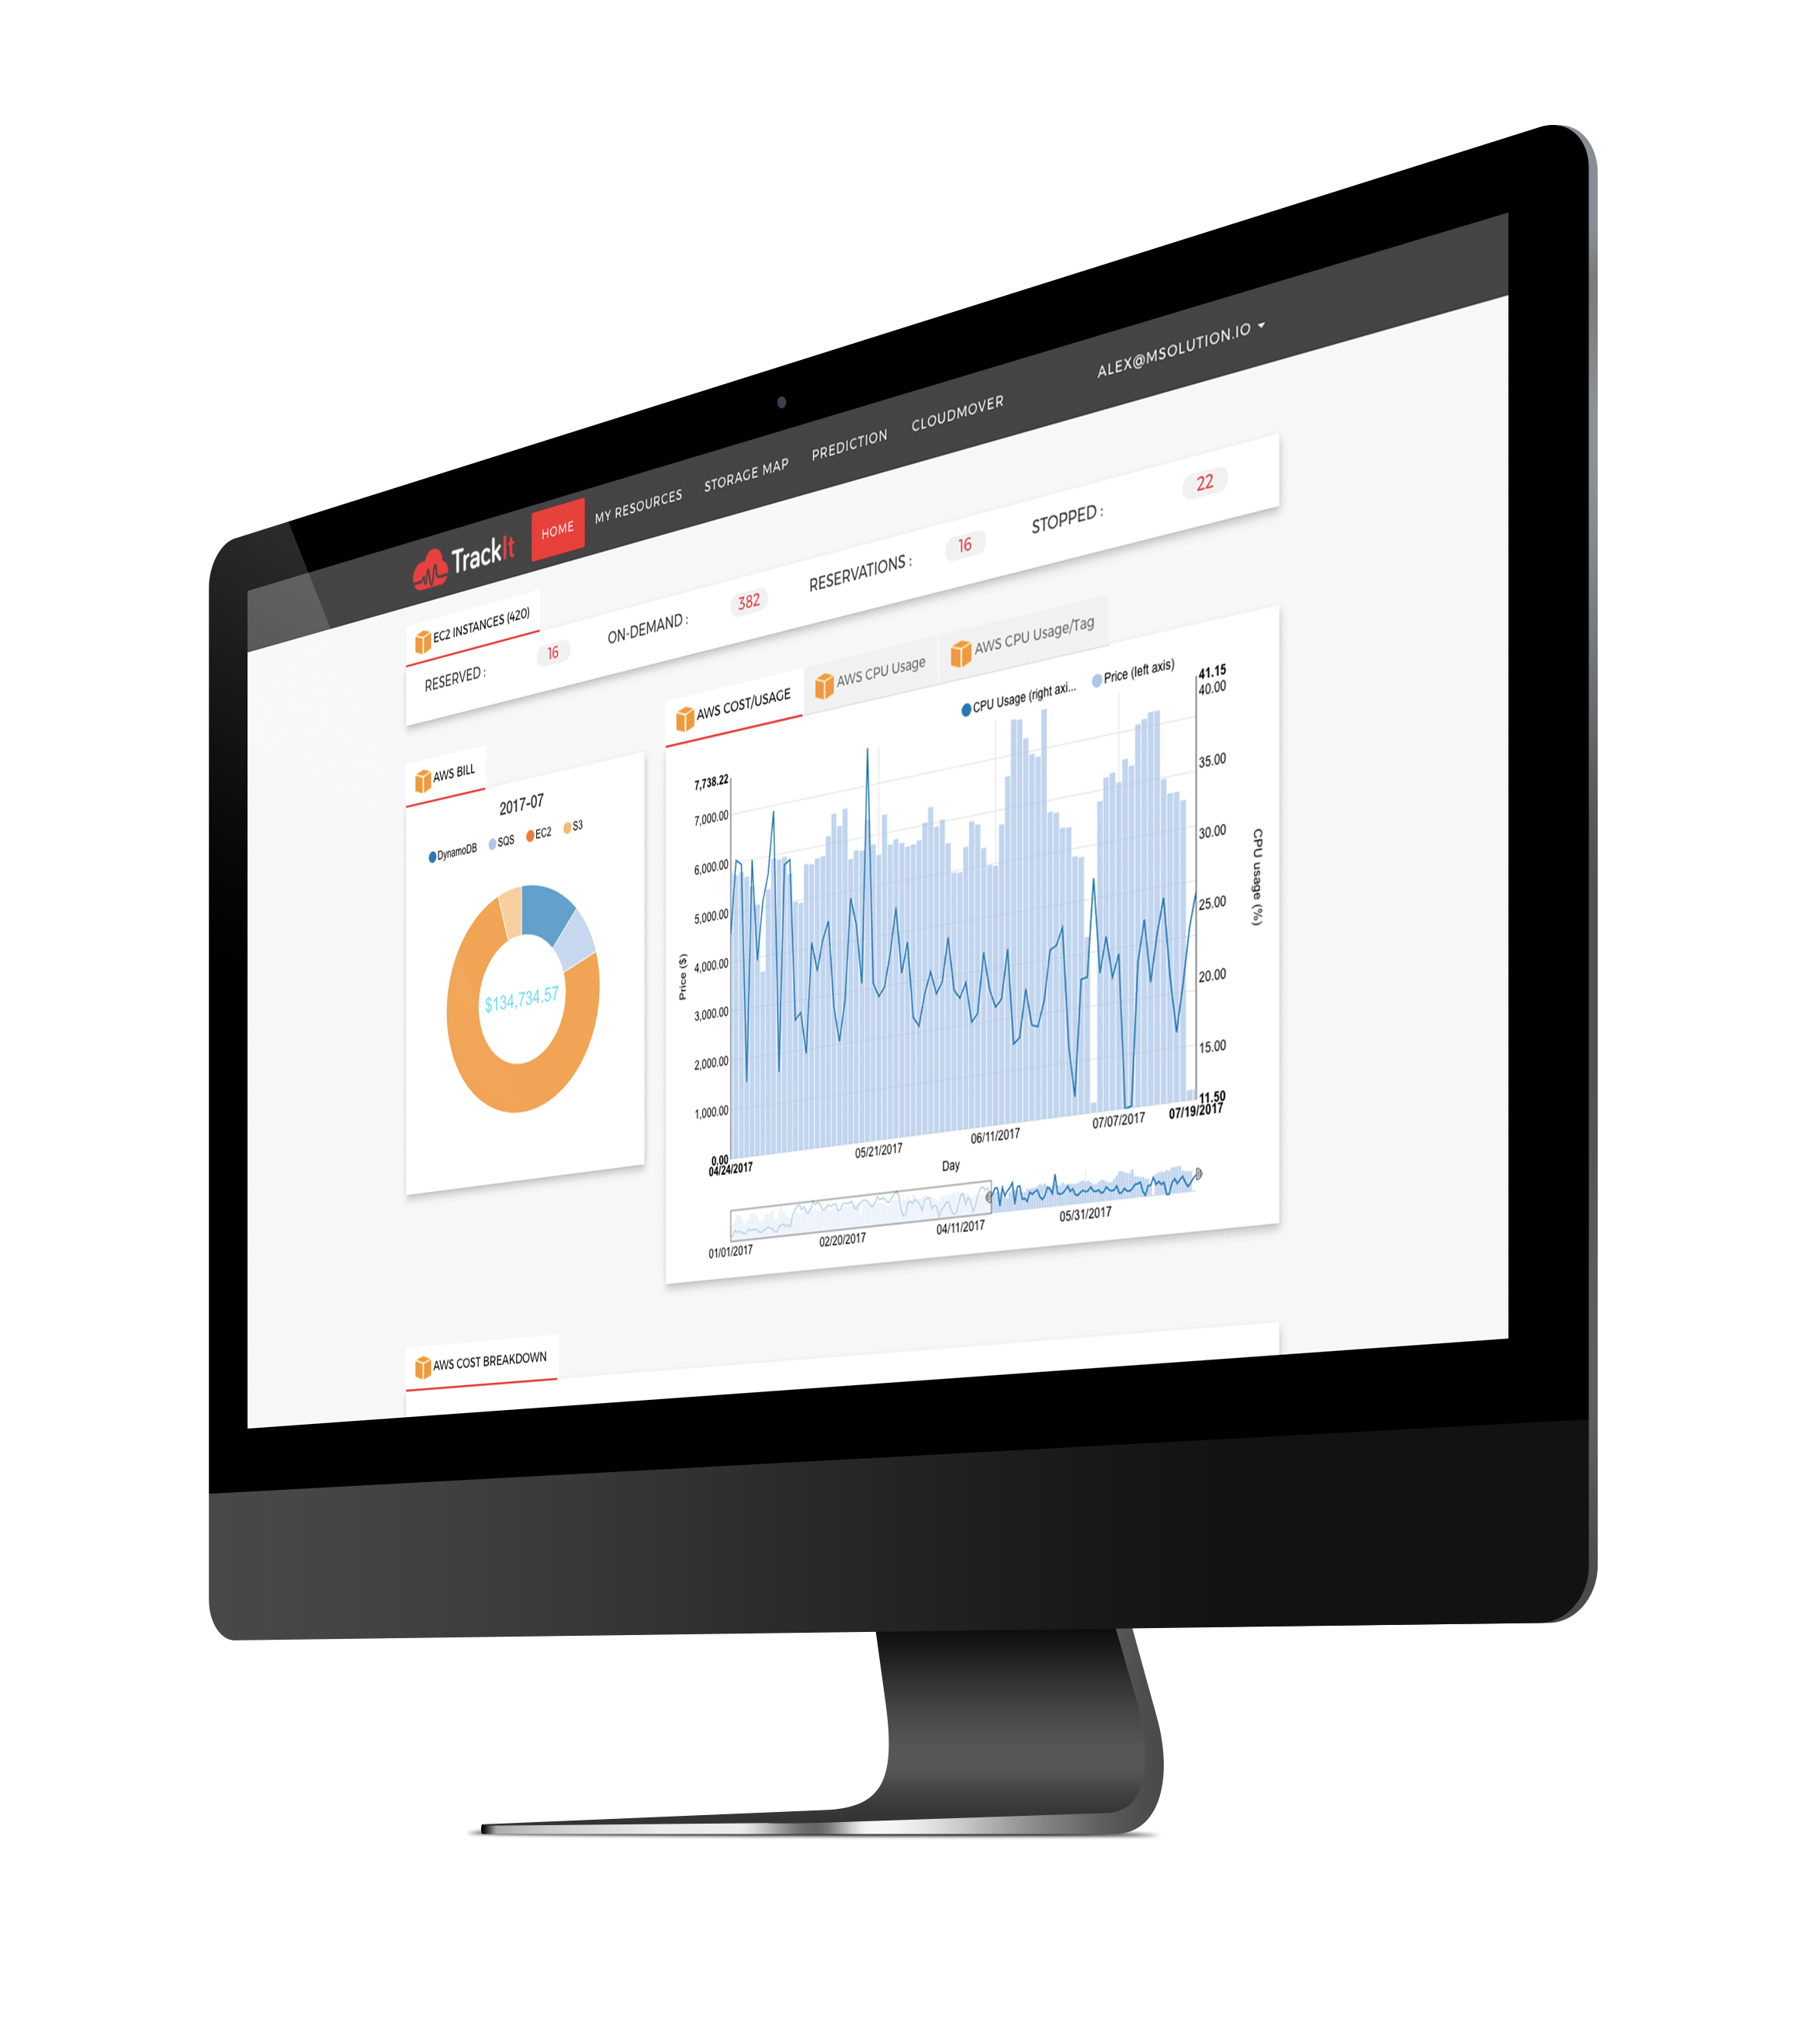 TrackIt
HOME
MY RESOURCES
STORAGE MAP
PREDICTION
CLOUDMOVER
ALEX@MSOLUTION.IO
EC2 INSTANCES (420)
RESERVED : 16
ON-DEMAND : 382
RESERVATIONS : 16
STOPPED : 22
AWS BILL
2017-07
DynamoDB SQS EC2 S3
$134,734.57
AWS COST/USAGE
AWS CPU Usage
AWS CPU Usage/Tag
CPU Usage (right axi...
Price (left axis)
7,738.22
7,000.00
6,000.00
5,000.00
4,000.00
3,000.00
2,000.00
1,000.00
0.00
Price ($)
41.15
40.00
35.00
30.00
25.00
20.00
15.00
11.50
CPU usage (%)
04/24/2017
05/21/2017
06/11/2017
07/07/2017
07/19/2017
Day
01/01/2017
02/20/2017
04/11/2017
05/31/2017
AWS COST BREAKDOWN